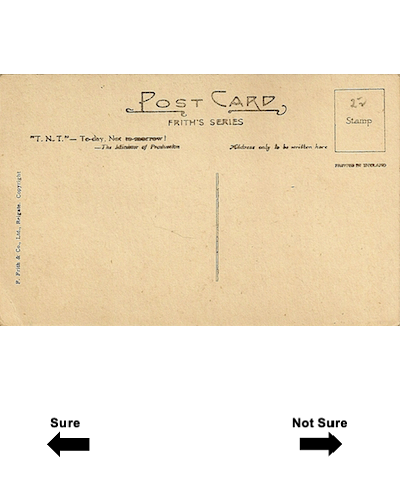 POST CARD
FRITH'S SERIES
"T. N. T."— To-day, Not to-morrow!
—The Minister of Production
Address only to be written here
Stamp
PRINTED IN ENGLAND
F. Frith & Co., Ltd., Reigate. Copyright
Sure
Not Sure